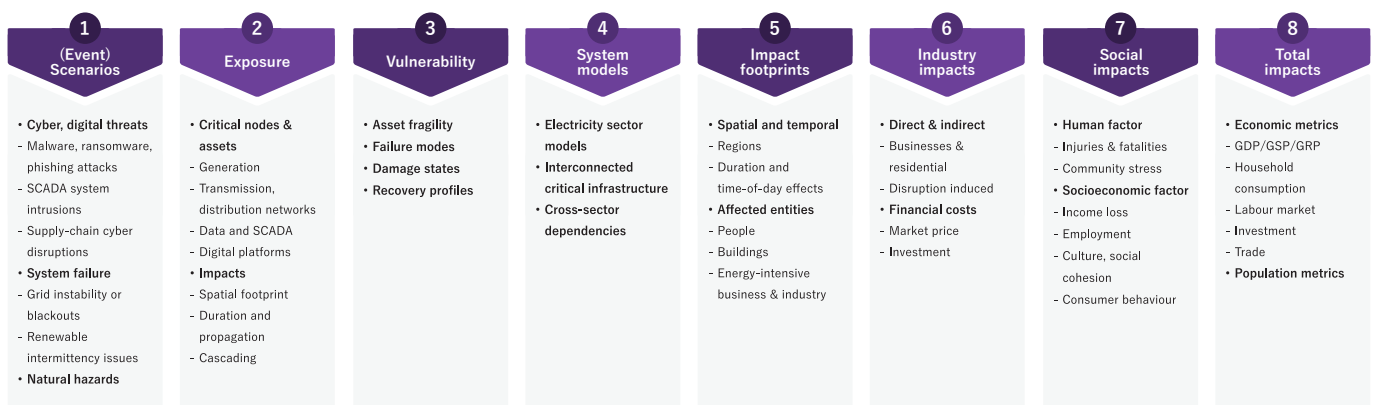 1
(Event)
Scenarios
• Cyber, digital threats
- Malware, ransomware,
phishing attacks
- SCADA system
intrusions
- Supply-chain cyber
disruptions
• System failure
- Grid instability or
blackouts
- Renewable
intermittency issues
• Natural hazards
2
Exposure
• Critical nodes &
assets
- Generation
- Transmission,
distribution networks
- Data and SCADA
- Digital platforms
• Impacts
- Spatial footprint
- Duration and
propagation
- Cascading
3
Vulnerability
• Asset fragility
• Failure modes
• Damage states
• Recovery profiles
4
System
models
• Electricity sector
models
• Interconnected
critical infrastructure
• Cross-sector
dependencies
5
Impact
footprints
• Spatial and temporal
- Regions
- Duration and
time-of-day effects
• Affected entities
- People
- Buildings
- Energy-intensive
business & industry
6
Industry
impacts
• Direct & indirect
- Businesses &
residential
- Disruption induced
• Financial costs
- Market price
- Investment
7
Social
impacts
• Human factor
- Injuries & fatalities
- Community stress
• Socioeconomic factor
- Income loss
- Employment
- Culture, social
cohesion
- Consumer behaviour
8
Total
impacts
• Economic metrics
- GDP/GSP/GRP
- Household
consumption
- Labour market
- Investment
- Trade
• Population metrics